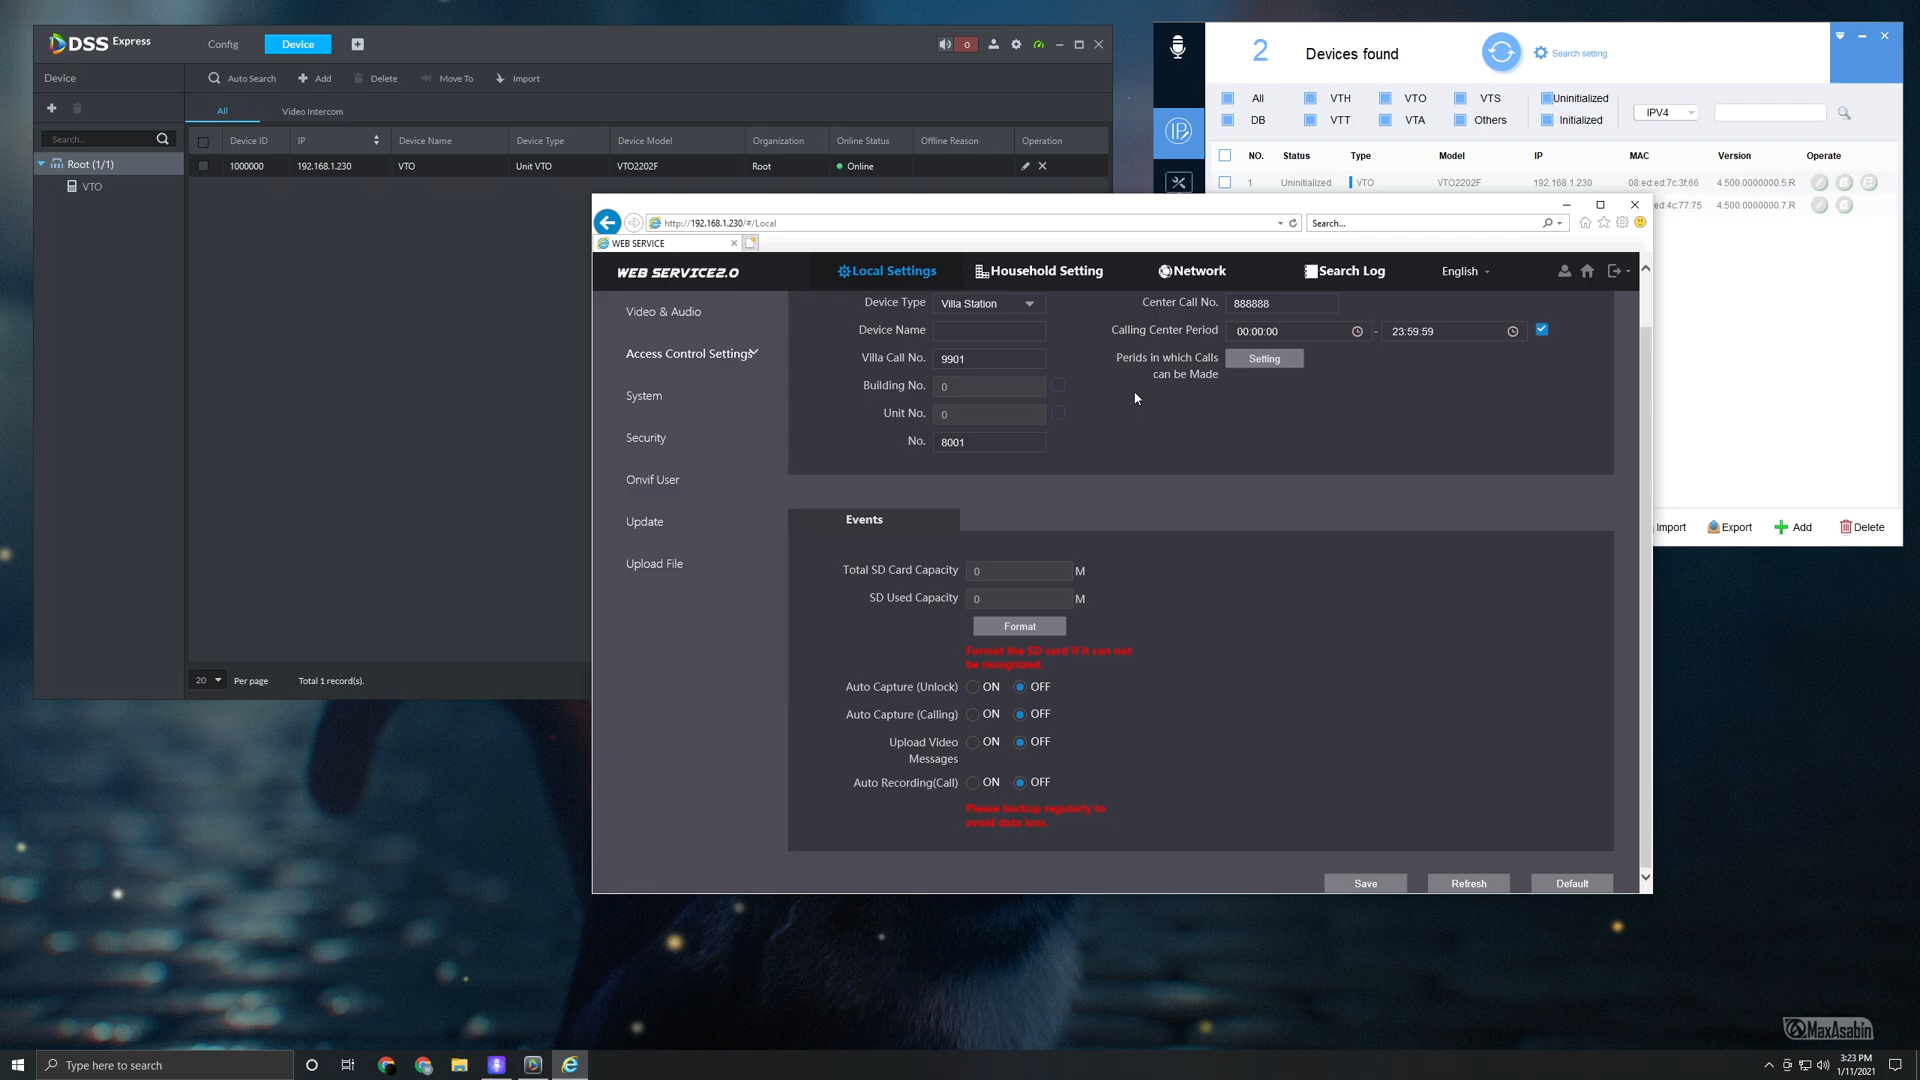 DSS Express
Config
Device
0
Device
Auto Search
Add
Delete
Move To
Import
All
Video Intercom
Search...
Device ID
IP
Device Name
Device Type
Device Model
Organization
Online Status
Offline Reason
Operation
Root (1/1)
1000000
192.168.1.230
VTO
Unit VTO
VTO2202F
Root
Online
VTO
20
Per page
Total 1 record(s).
2
Devices found
Search setting
All
VTH
VTO
VTS
Uninitialized
DB
VTT
VTA
Others
Initialized
IPV4
NO.
Status
Type
Model
IP
MAC
Version
Operate
1
Uninitialized
VTO
VTO2202F
192.168.1.230
08:ed:ed:7c:3f:66
4.500.0000000.5.R
ed:4c:77:75
4.500.0000000.7.R
Import
Export
Add
Delete
http://192.168.1.230/#/Local
Search...
WEB SERVICE
WEB SERVICE2.0
Local Settings
Household Setting
Network
Search Log
English
Video & Audio
Access Control Settings
System
Security
Onvif User
Update
Upload File
Device Type
Villa Station
Center Call No.
888888
Device Name
Calling Center Period
00:00:00
-
23:59:59
Villa Call No.
9901
Perids in which Calls
can be Made
Setting
Building No.
0
Unit No.
0
No.
8001
Events
Total SD Card Capacity
0
M
SD Used Capacity
0
M
Format
Format the SD card if it can not
be recognized.
Auto Capture (Unlock)
ON
OFF
Auto Capture (Calling)
ON
OFF
Upload Video
Messages
ON
OFF
Auto Recording(Call)
ON
OFF
Please backup regularly to
avoid data loss.
Save
Refresh
Default
@MaxAsabin
Type here to search
3:23 PM
1/11/2021